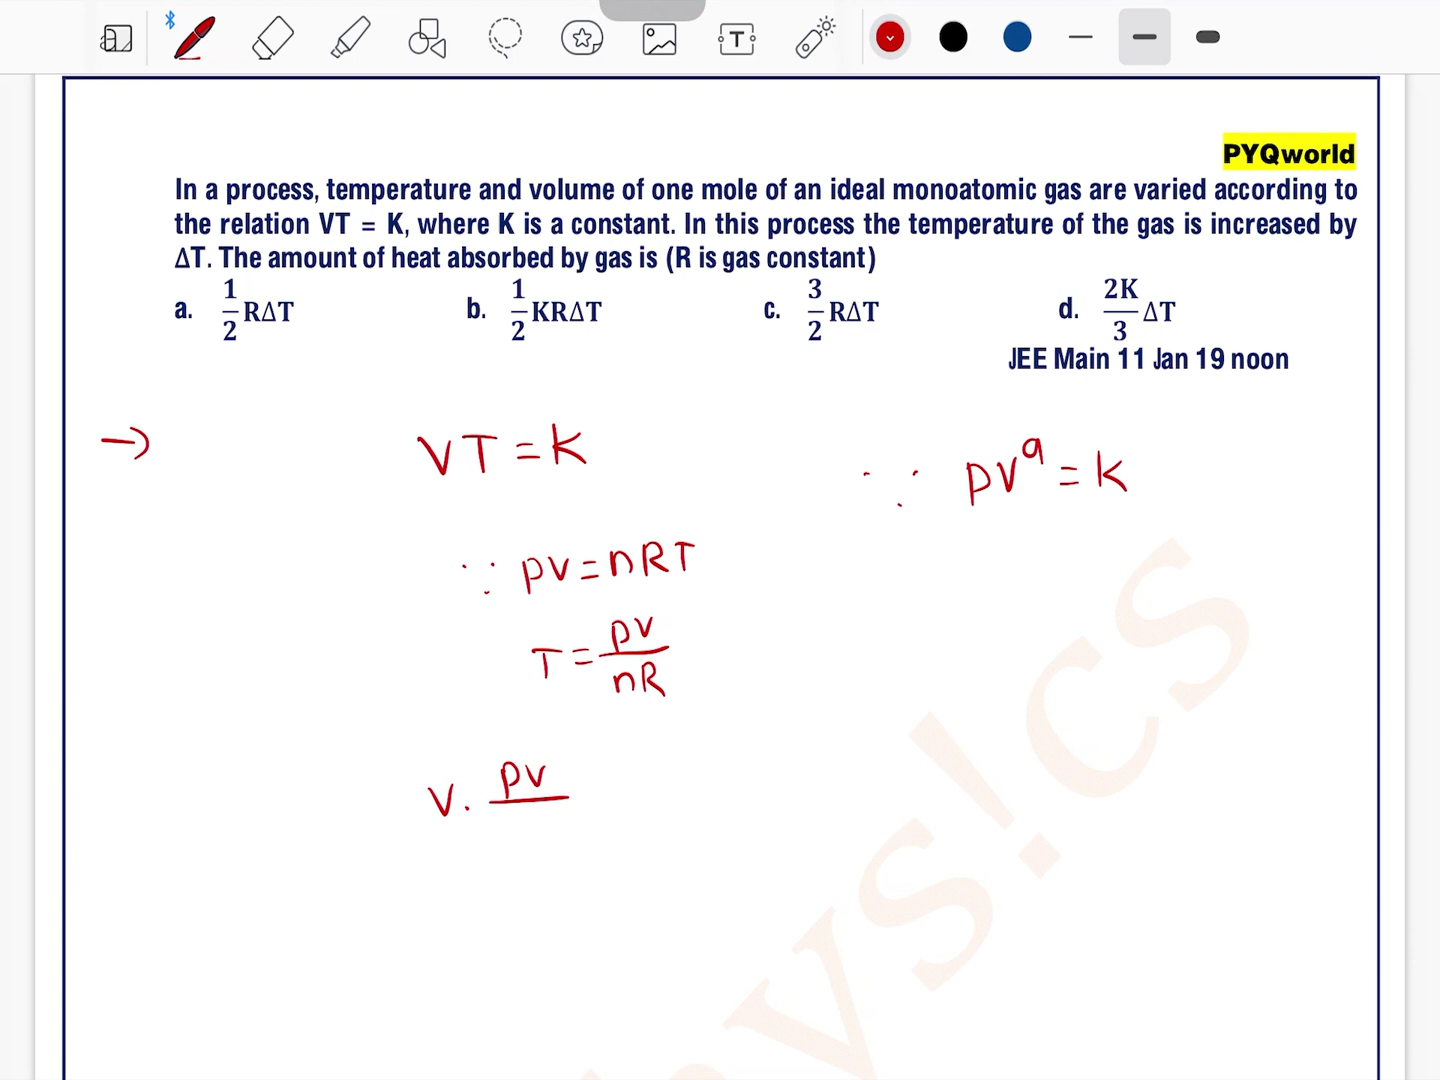 PYQworld
In a process, temperature and volume of one mole of an ideal monoatomic gas are varied according to
the relation VT = K, where K is a constant. In this process the temperature of the gas is increased by
ΔT. The amount of heat absorbed by gas is (R is gas constant)
a. 1/2 RΔT b. 1/2 KRΔT c. 3/2 RΔT d. 2K/3 ΔT
JEE Main 11 Jan 19 noon
→ VT = K ∵ PV^a = K
∵ PV = nRT
T = PV/nR
V. PV
hys!cs